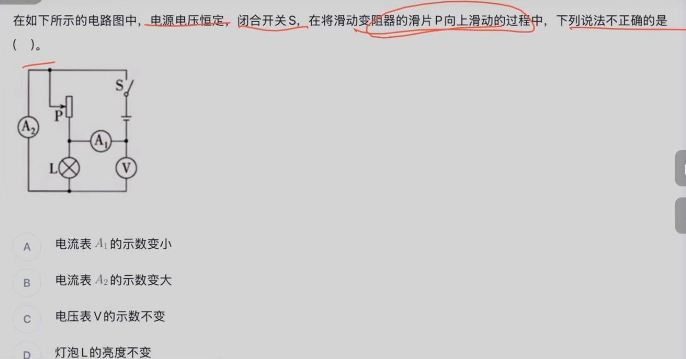 在如下所示的电路图中，电源电压恒定，闭合开关S，在将滑动变阻器的滑片P向上滑动的过程中，下列说法不正确的是
（ ）。
S
P
A₂
A₁
L
V
A 电流表 A₁ 的示数变小
B 电流表 A₂ 的示数变大
C 电压表V的示数不变
D 灯泡L的亮度不变